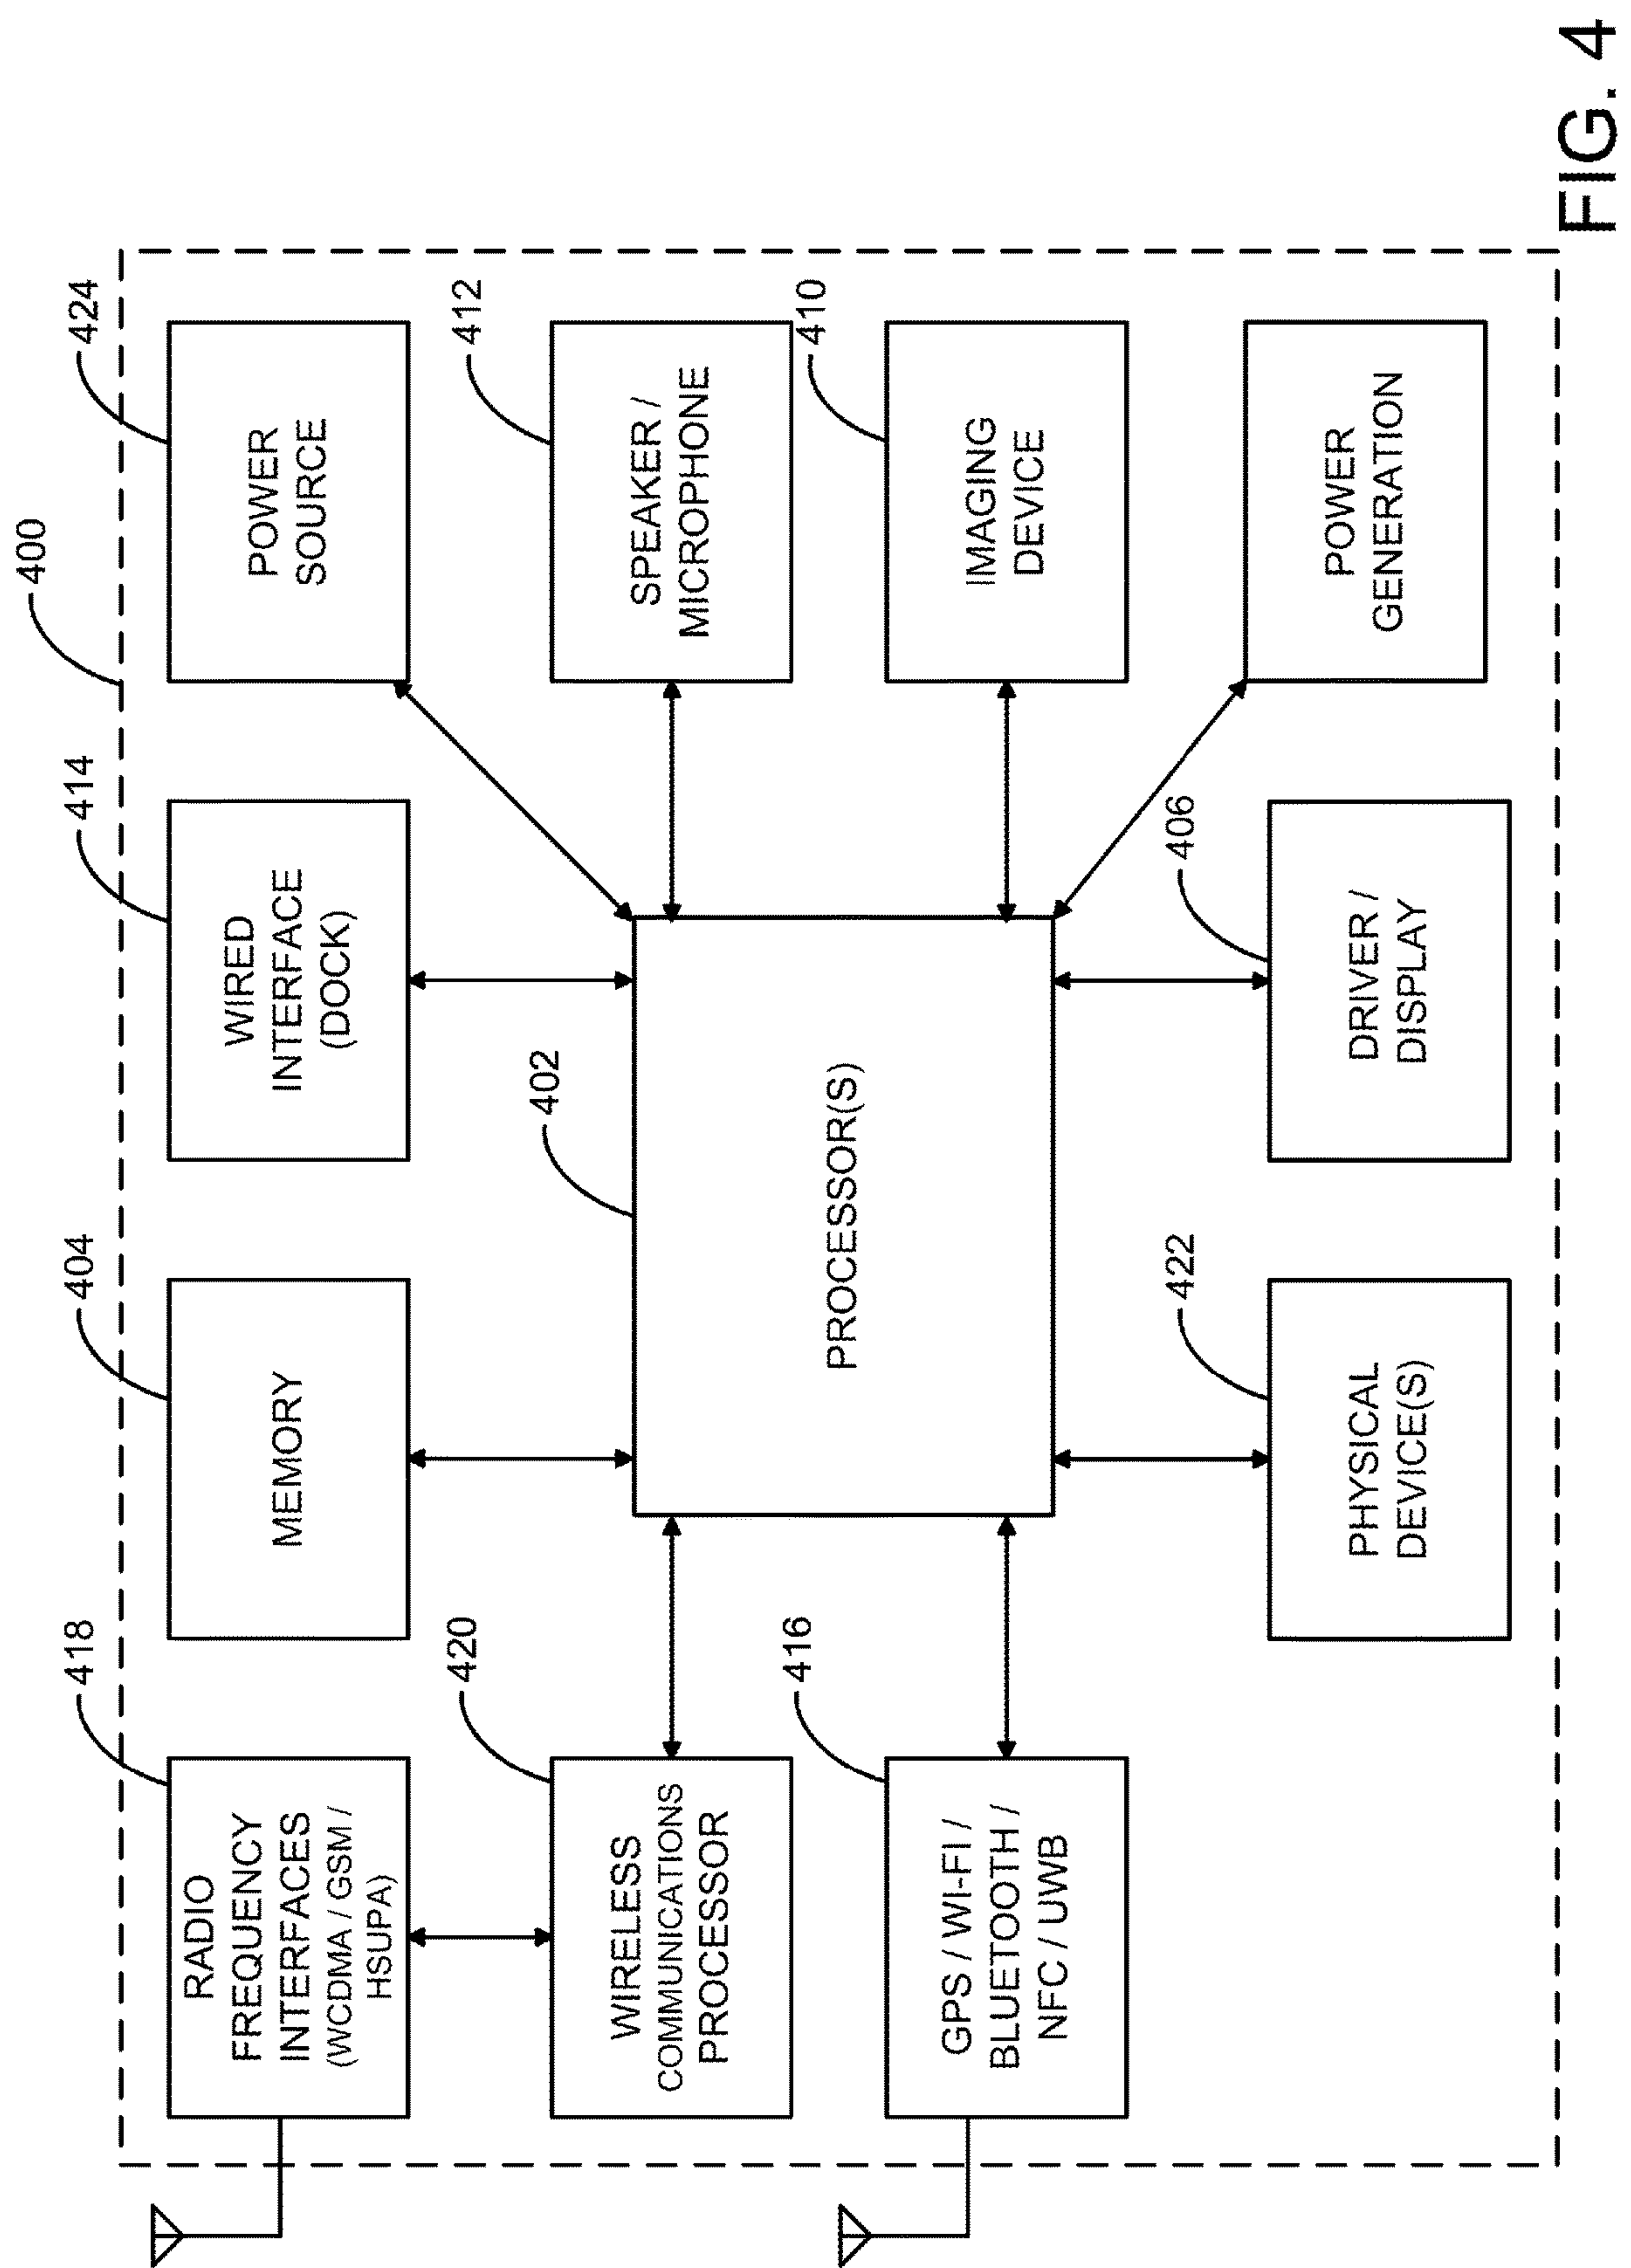 400
418
RADIO
FREQUENCY
INTERFACES
(WCDMA / GSM /
HSUPA)
404
MEMORY
414
WIRED
INTERFACE
(DOCK)
424
POWER
SOURCE
420
WIRELESS
COMMUNICATIONS
PROCESSOR
402
PROCESSOR(S)
412
SPEAKER /
MICROPHONE
416
GPS / WI-FI /
BLUETOOTH /
NFC / UWB
410
IMAGING
DEVICE
422
PHYSICAL
DEVICE(S)
406
DRIVER /
DISPLAY
POWER
GENERATION
FIG. 4